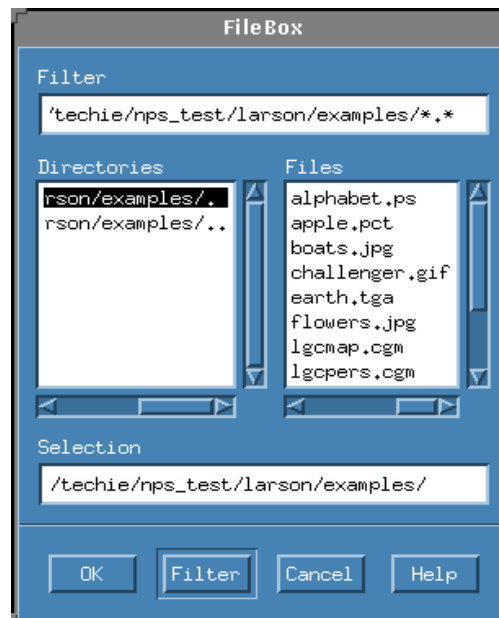 FileBox
Filter
/techie/nps_test/larson/examples/*.*
Directories
rson/examples/.
rson/examples/..
Files
alphabet.ps
apple.pct
boats.jpg
challenger.gif
earth.tga
flowers.jpg
lgcmap.cgm
lgcpers.cgm
Selection
/techie/nps_test/larson/examples/
OK
Filter
Cancel
Help